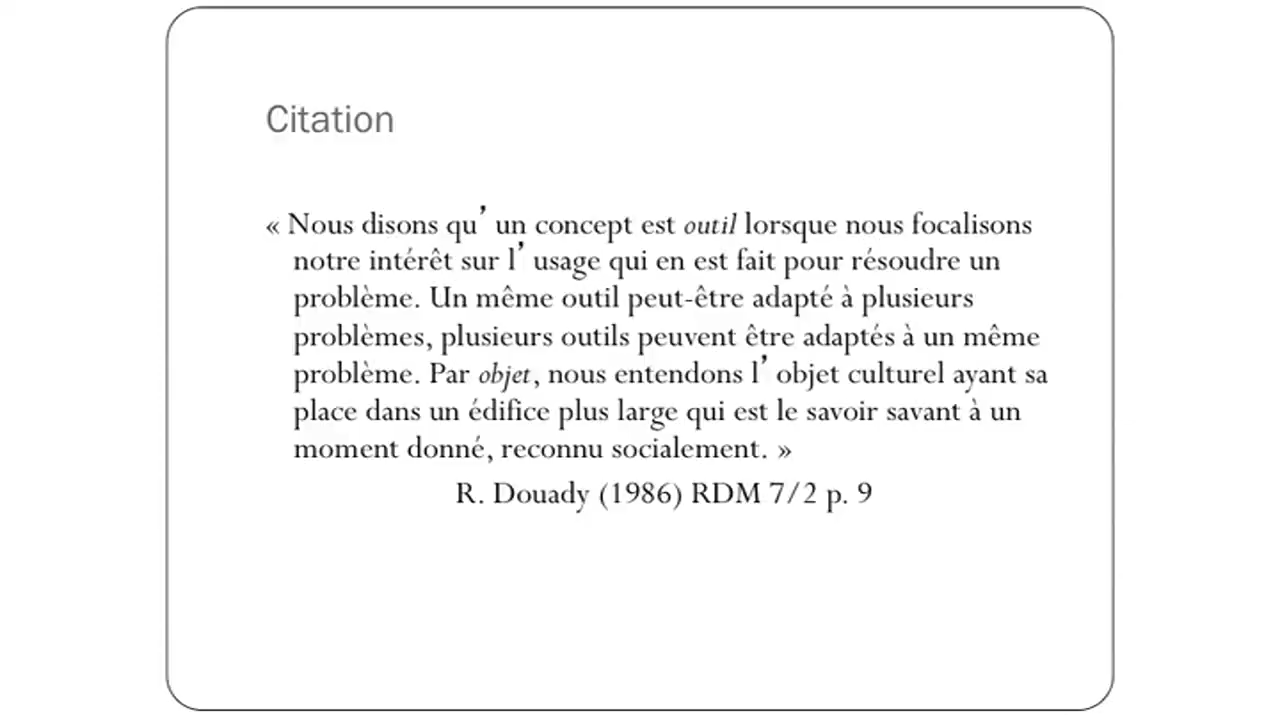 Citation
« Nous disons qu’ un concept est outil lorsque nous focalisons
notre intérêt sur l’ usage qui en est fait pour résoudre un
problème. Un même outil peut-être adapté à plusieurs
problèmes, plusieurs outils peuvent être adaptés à un même
problème. Par objet, nous entendons l’ objet culturel ayant sa
place dans un édifice plus large qui est le savoir savant à un
moment donné, reconnu socialement. »
R. Douady (1986) RDM 7/2 p. 9